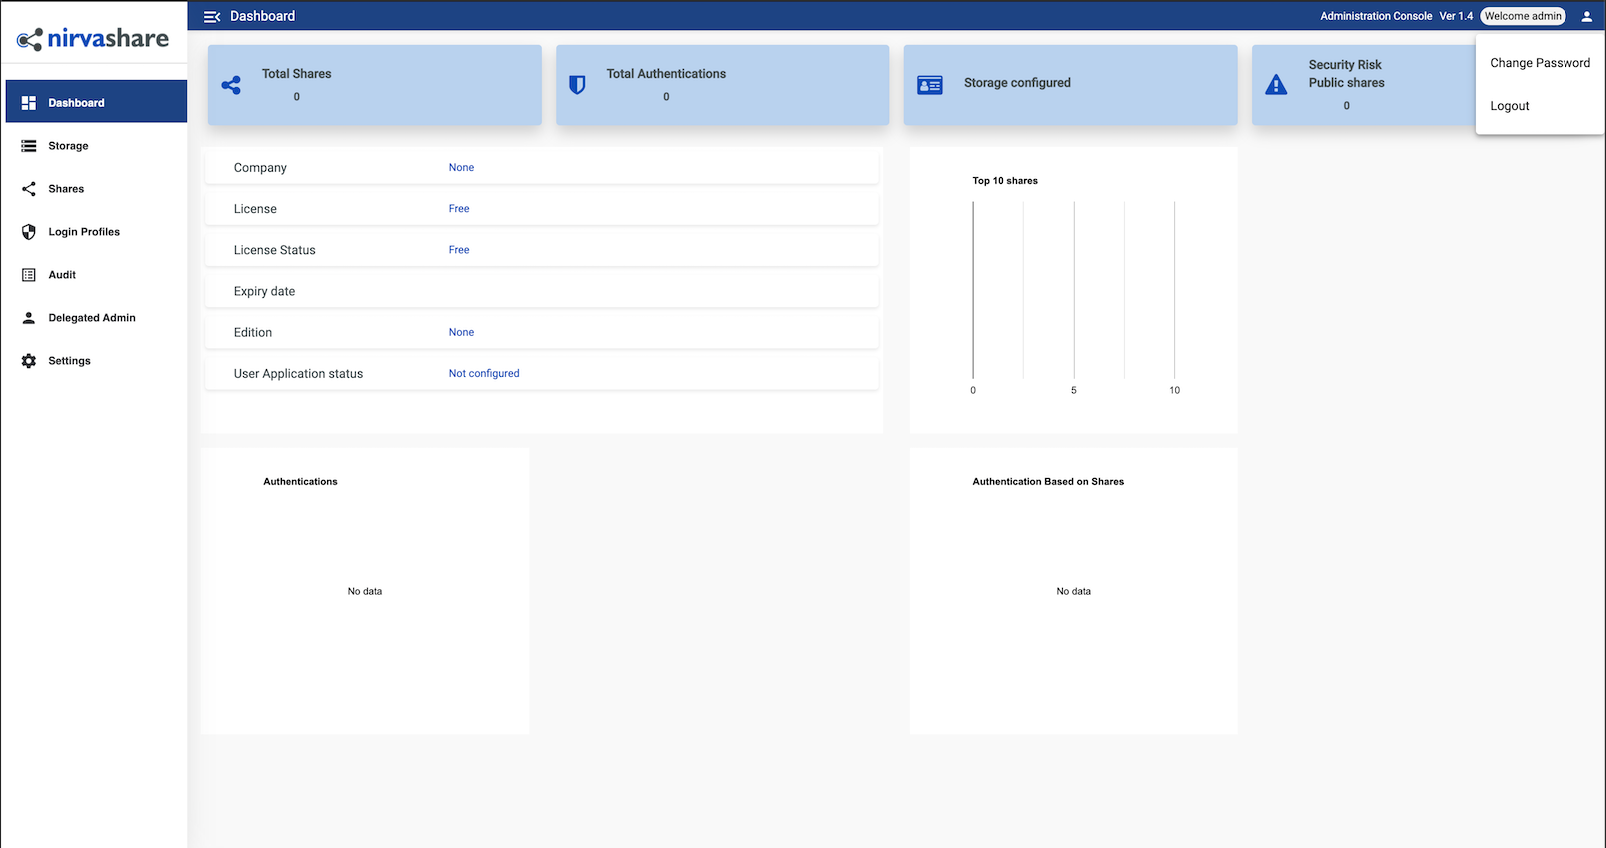 nirvashare
Dashboard
Administration Console Ver 1.4 Welcome admin
Change Password
Logout
Dashboard
Storage
Shares
Login Profiles
Audit
Delegated Admin
Settings
Total Shares
0
Total Authentications
0
Storage configured
Security Risk
Public shares
0
Company None
License Free
License Status Free
Expiry date
Edition None
User Application status Not configured
Top 10 shares
0 5 10
Authentications
No data
Authentication Based on Shares
No data